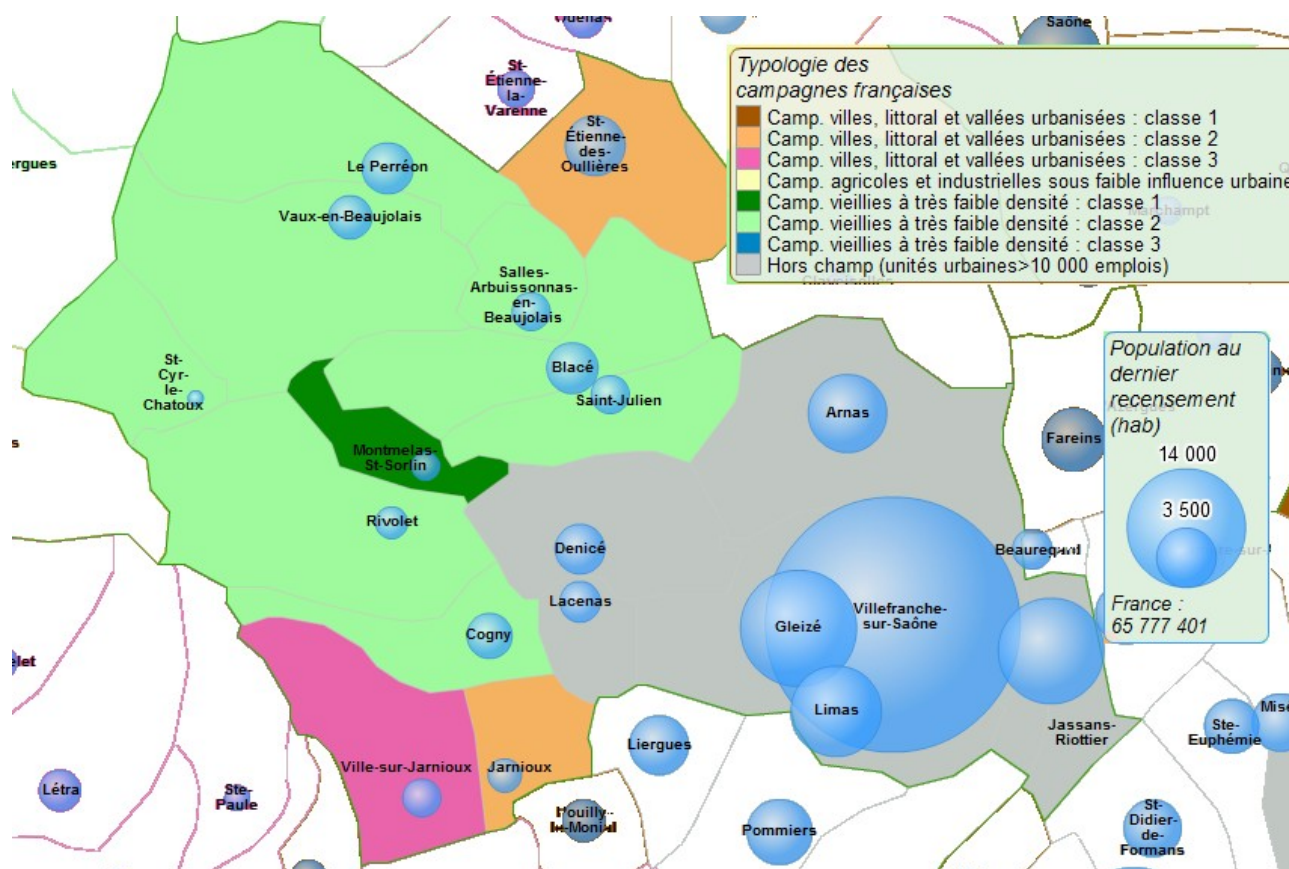 Odenas
Saône
St-
Étienne-
la-
Varenne
Typologie des
campagnes françaises
Camp. villes, littoral et vallées urbanisées : classe 1
Camp. villes, littoral et vallées urbanisées : classe 2
Camp. villes, littoral et vallées urbanisées : classe 3
Camp. agricoles et industrielles sous faible influence urbaine
Camp. vieillies à très faible densité : classe 1
Camp. vieillies à très faible densité : classe 2
Camp. vieillies à très faible densité : classe 3
Hors champ (unités urbaines>10 000 emplois)
St-
Étienne-
des-
Oullières
ergues
Le Perréon
Vaux-en-Beaujolais
Marchampt
Salles-
Arbuissonnas-
en-
Beaujolais
Claveisolles
St-
Cyr-
le-
Chatoux
Blacé
Saint-Julien
Arnas
Fareins
Population au
dernier
recensement
(hab)
Azergues
14 000
3 500
France :
65 777 401
Montmelas-
St-Sorlin
Rivolet
Denicé
Lacenas
Cogny
Beauregard
Gleizé
Villefranche-
sur-Saône
Limas
Jassans-
Riottier
Ste-
Euphémie
Mise
elet
Liergues
Ville-sur-Jarnioux
Jarnioux
Létra
Ste-
Paule
Pommiers
St-
Didier-
de-
Formans